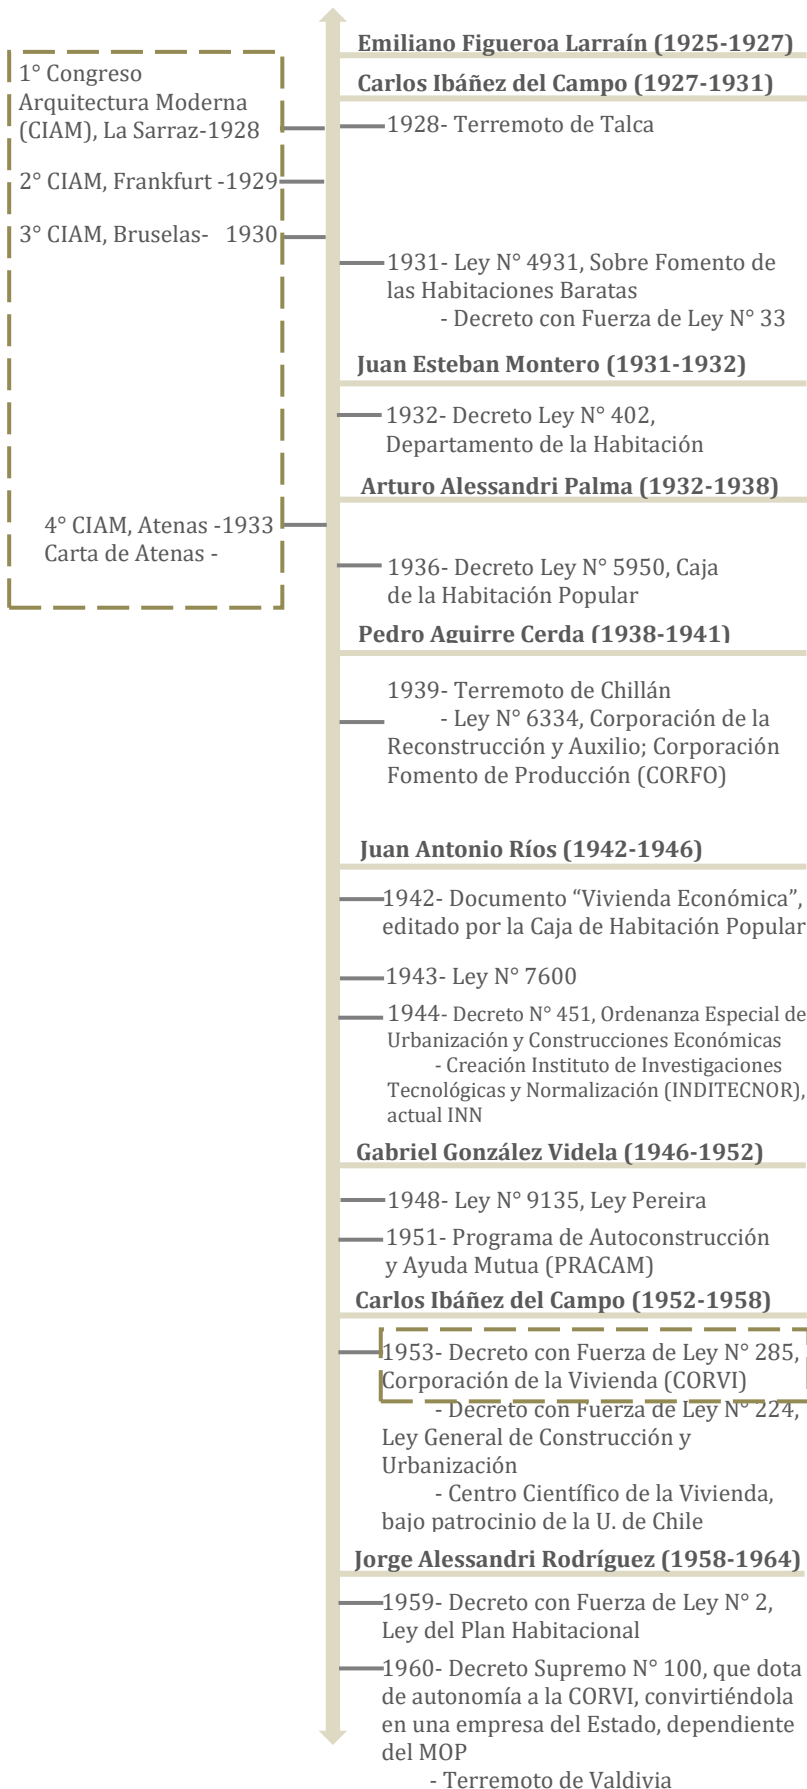 Emiliano Figueroa Larraín (1925-1927)
1° Congreso
Arquitectura Moderna
(CIAM), La Sarraz-1928
2° CIAM, Frankfurt -1929
3° CIAM, Bruselas- 1930
4° CIAM, Atenas -1933
Carta de Atenas -
Carlos Ibáñez del Campo (1927-1931)
1928- Terremoto de Talca
1931- Ley N° 4931, Sobre Fomento de
las Habitaciones Baratas
- Decreto con Fuerza de Ley N° 33
Juan Esteban Montero (1931-1932)
1932- Decreto Ley N° 402,
Departamento de la Habitación
Arturo Alessandri Palma (1932-1938)
1936- Decreto Ley N° 5950, Caja
de la Habitación Popular
Pedro Aguirre Cerda (1938-1941)
1939- Terremoto de Chillán
- Ley N° 6334, Corporación de la
Reconstrucción y Auxilio; Corporación
Fomento de Producción (CORFO)
Juan Antonio Ríos (1942-1946)
1942- Documento “Vivienda Económica”,
editado por la Caja de Habitación Popular
1943- Ley N° 7600
1944- Decreto N° 451, Ordenanza Especial de
Urbanización y Construcciones Económicas
- Creación Instituto de Investigaciones
Tecnológicas y Normalización (INDITECNOR),
actual INN
Gabriel González Videla (1946-1952)
1948- Ley N° 9135, Ley Pereira
1951- Programa de Autoconstrucción
y Ayuda Mutua (PRACAM)
Carlos Ibáñez del Campo (1952-1958)
1953- Decreto con Fuerza de Ley N° 285,
Corporación de la Vivienda (CORVI)
- Decreto con Fuerza de Ley N° 224,
Ley General de Construcción y
Urbanización
- Centro Científico de la Vivienda,
bajo patrocinio de la U. de Chile
Jorge Alessandri Rodríguez (1958-1964)
1959- Decreto con Fuerza de Ley N° 2,
Ley del Plan Habitacional
1960- Decreto Supremo N° 100, que dota
de autonomía a la CORVI, convirtiéndola
en una empresa del Estado, dependiente
del MOP
- Terremoto de Valdivia